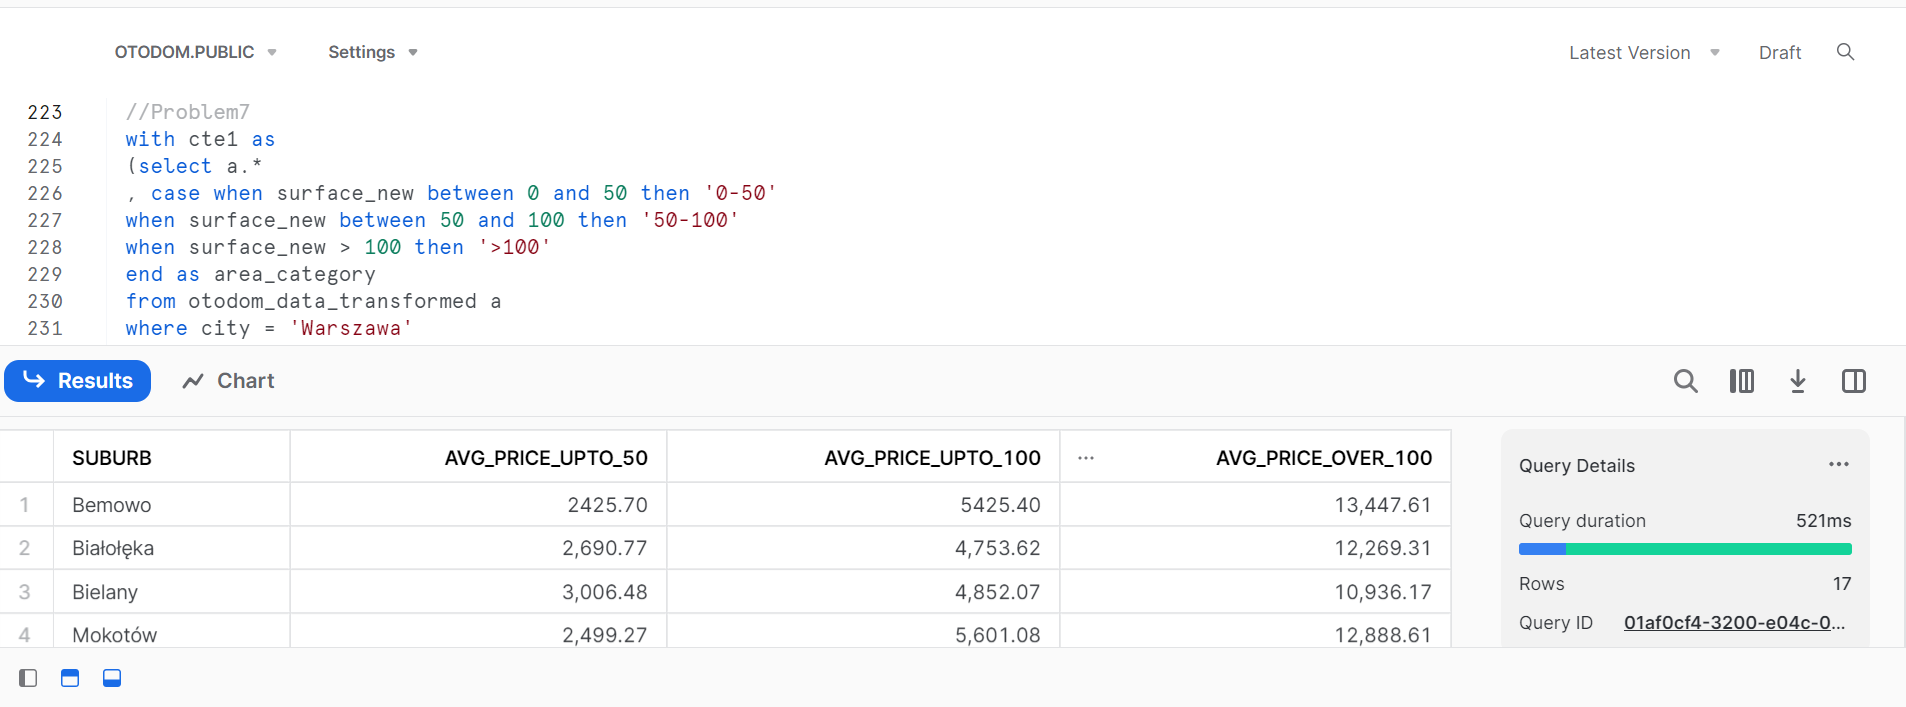 OTODOM.PUBLIC Settings Latest Version Draft
223 //Problem7
224 with cte1 as
225 (select a.*
226 , case when surface_new between 0 and 50 then '0-50'
227 when surface_new between 50 and 100 then '50-100'
228 when surface_new > 100 then '>100'
229 end as area_category
230 from otodom_data_transformed a
231 where city = 'Warszawa'
Results Chart
SUBURB AVG_PRICE_UPTO_50 AVG_PRICE_UPTO_100 ... AVG_PRICE_OVER_100
1 Bemowo 2425.70 5425.40 13,447.61
2 Białołęka 2,690.77 4,753.62 12,269.31
3 Bielany 3,006.48 4,852.07 10,936.17
4 Mokotów 2,499.27 5,601.08 12,888.61
Query Details ...
Query duration 521ms
Rows 17
Query ID 01af0cf4-3200-e04c-0...